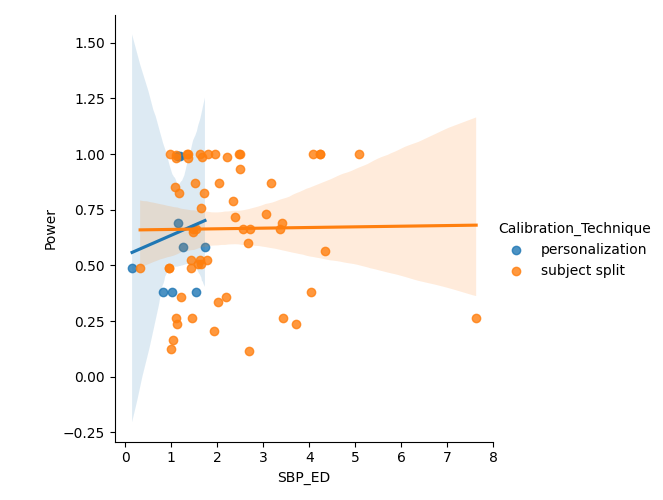 1.50
1.25
1.00
0.75
0.50
0.25
0.00
−0.25
Power
0 1 2 3 4 5 6 7 8
SBP_ED
Calibration_Technique
personalization
subject split